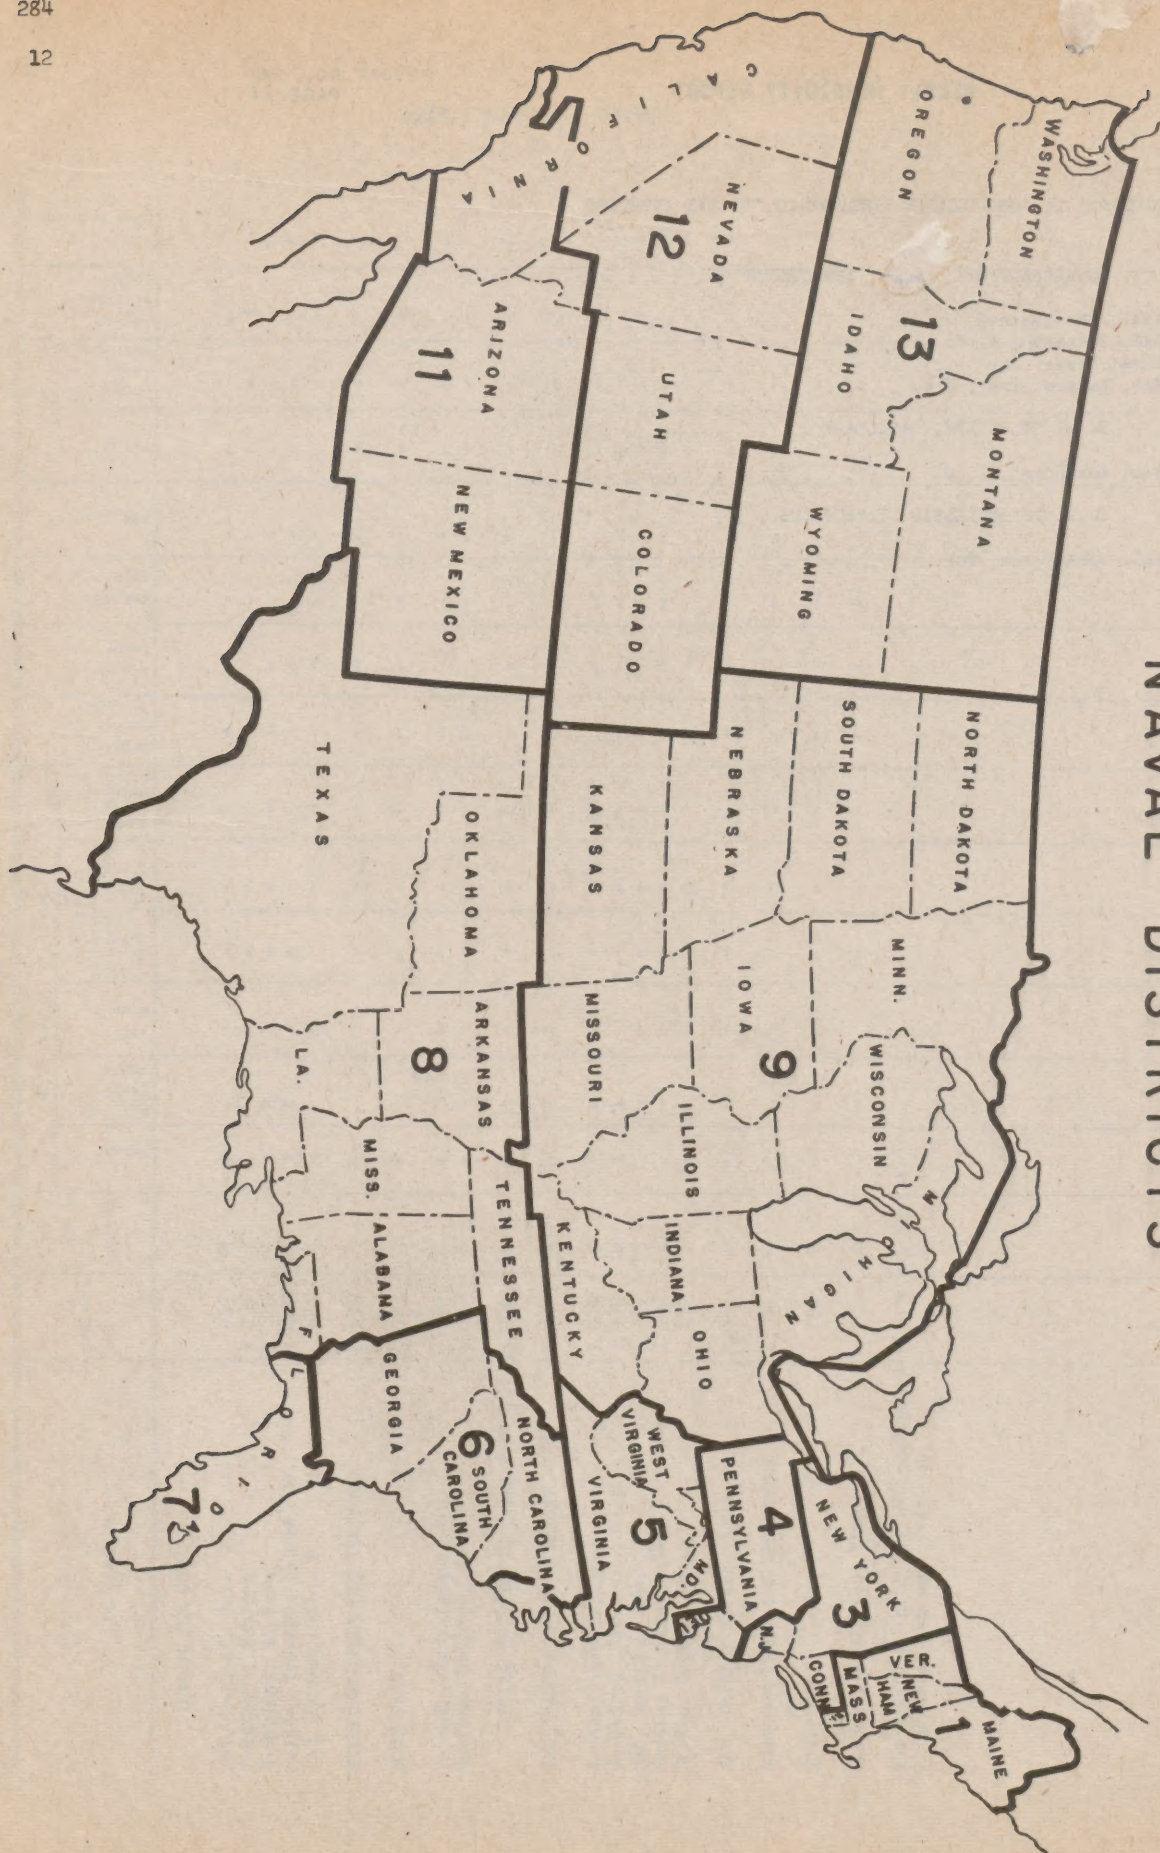 284
12
NAVAL DISTRICTS
WASHINGTON
OREGON
CALIFORNIA
NEVADA
12
IDAHO
13
MONTANA
WYOMING
UTAH
COLORADO
ARIZONA
11
NEW MEXICO
TEXAS
OKLAHOMA
KANSAS
NEBRASKA
SOUTH DAKOTA
NORTH DAKOTA
MINN.
IOWA
9
MISSOURI
WISCONSIN
ILLINOIS
MICHIGAN
INDIANA
OHIO
KENTUCKY
TENNESSEE
ARKANSAS
8
LA.
MISS.
ALABANA
GEORGIA
FLORIDA
7
6
SOUTH
CAROLINA
NORTH CAROLINA
VIRGINIA
WEST
VIRGINIA
5
MD.
PENNSYLVANIA
4
N.J.
NEW YORK
3
CONN
MASS
VER.
NEW
HAM
1
MAINE